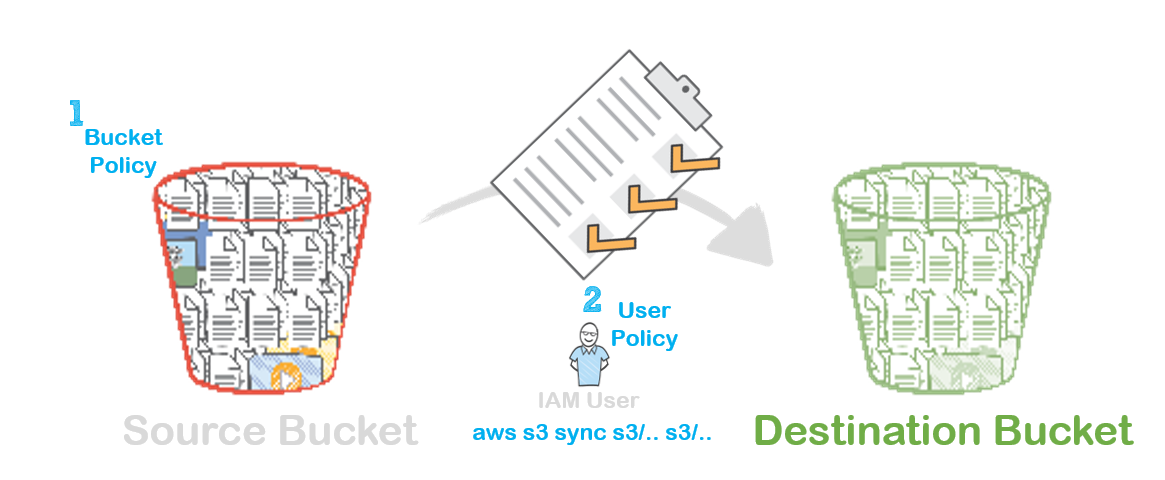 1
Bucket
Policy
2
User
Policy
IAM User
aws s3 sync s3/.. s3/..
Source Bucket
Destination Bucket